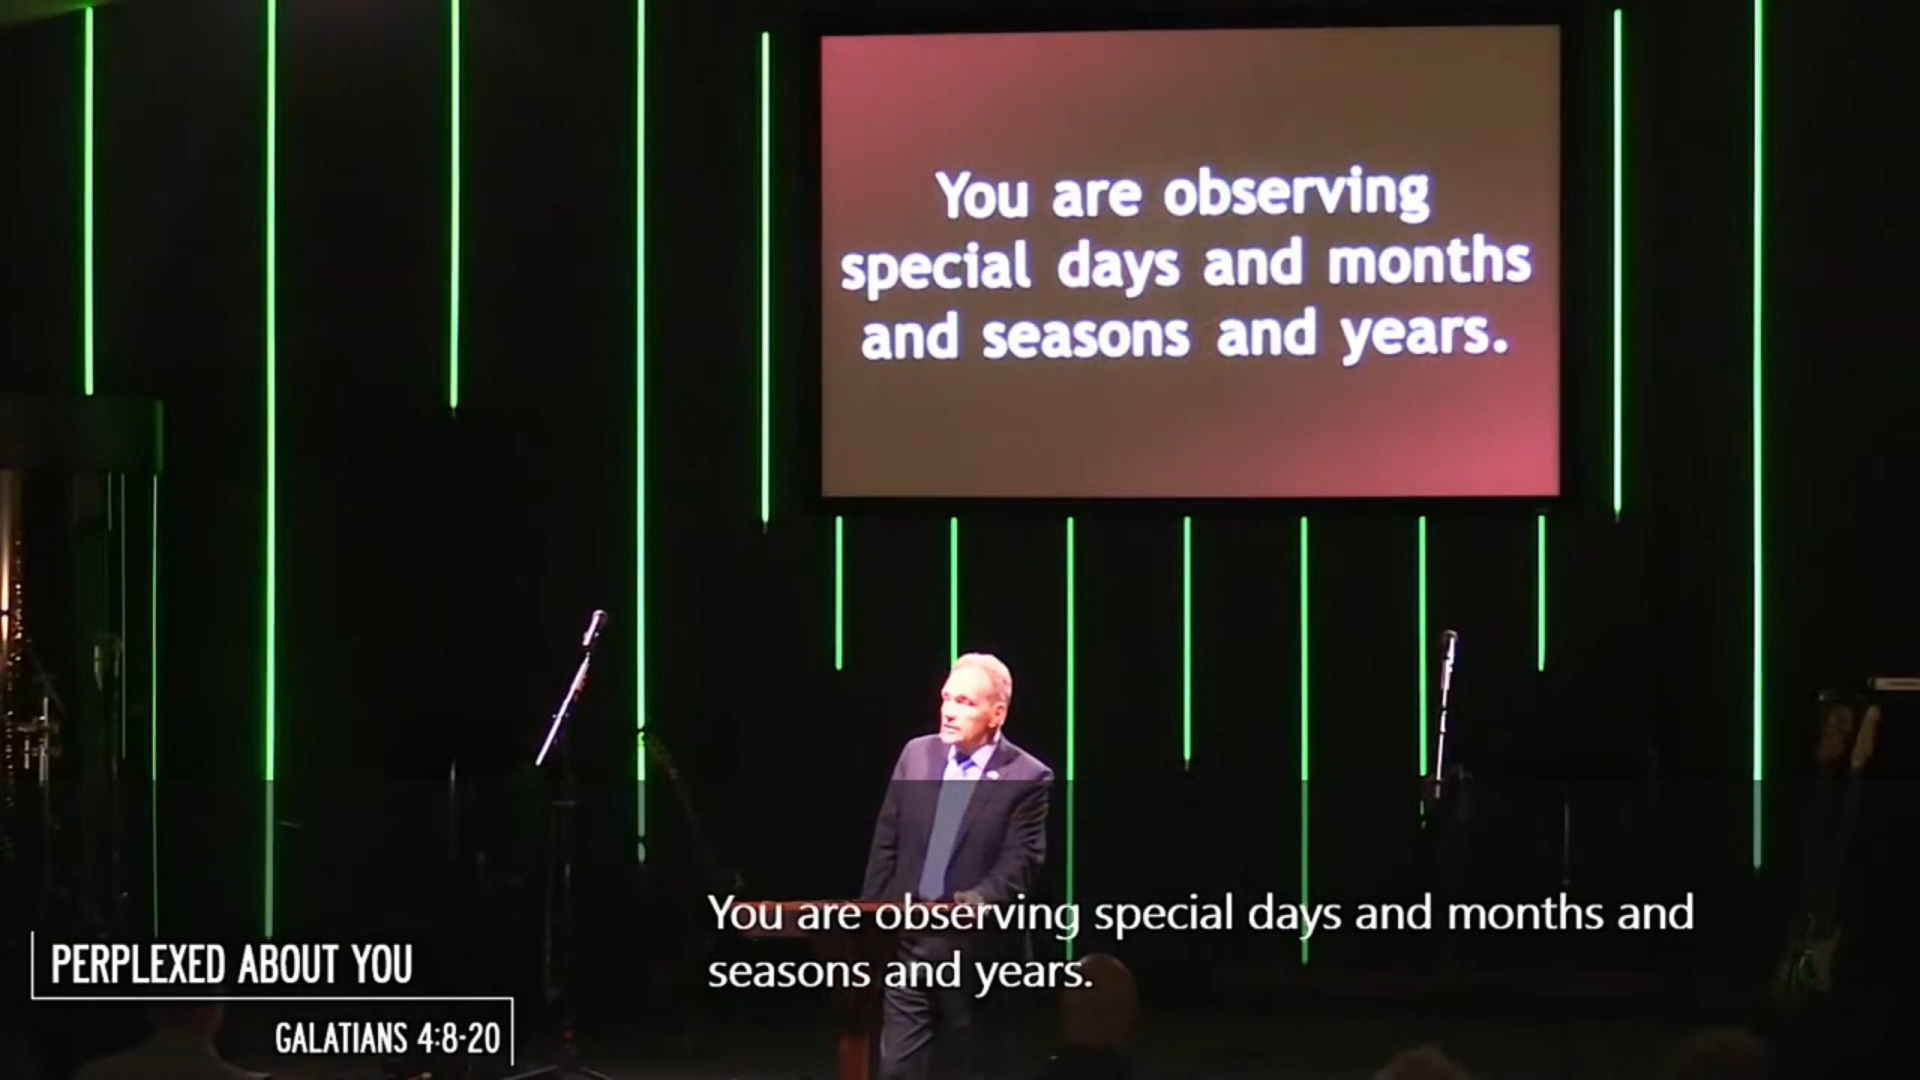 You are observing
special days and months
and seasons and years.
You are observing special days and months and
seasons and years.
PERPLEXED ABOUT YOU
GALATIANS 4:8-20